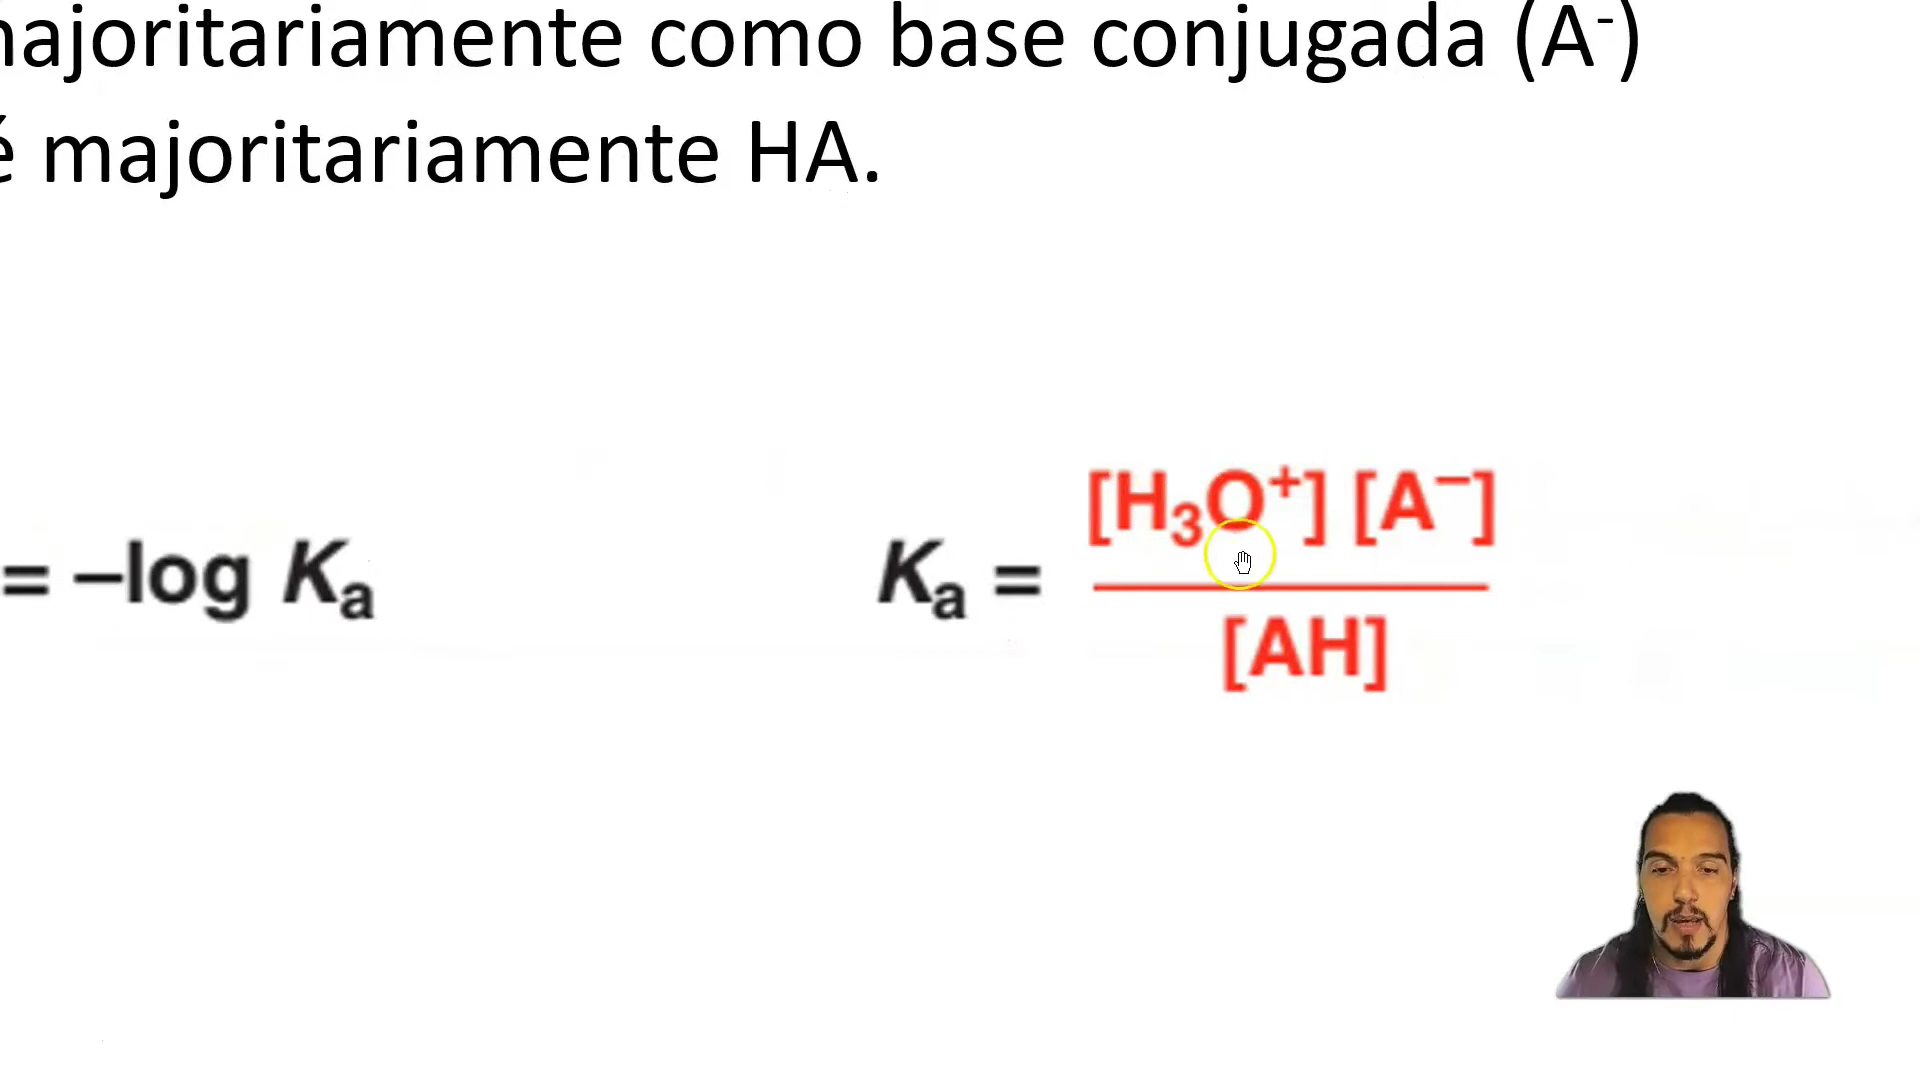 majoritariamente como base conjugada (A⁻)
é majoritariamente HA.
= –log Kₐ
Kₐ = [H₃O⁺] [A⁻]
[AH]